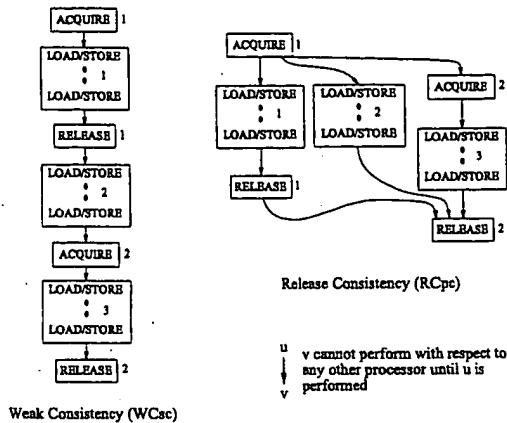 ACQUIRE 1
LOAD/STORE
1
LOAD/STORE
RELEASE 1
LOAD/STORE
2
LOAD/STORE
ACQUIRE 2
LOAD/STORE
3
LOAD/STORE
RELEASE 2
Weak Consistency (WCsc)
ACQUIRE 1
LOAD/STORE
1
LOAD/STORE
RELEASE 1
LOAD/STORE
2
LOAD/STORE
ACQUIRE 2
LOAD/STORE
3
LOAD/STORE
RELEASE 2
Release Consistency (RCpc)
u
v
v cannot perform with respect to
any other processor until u is
performed